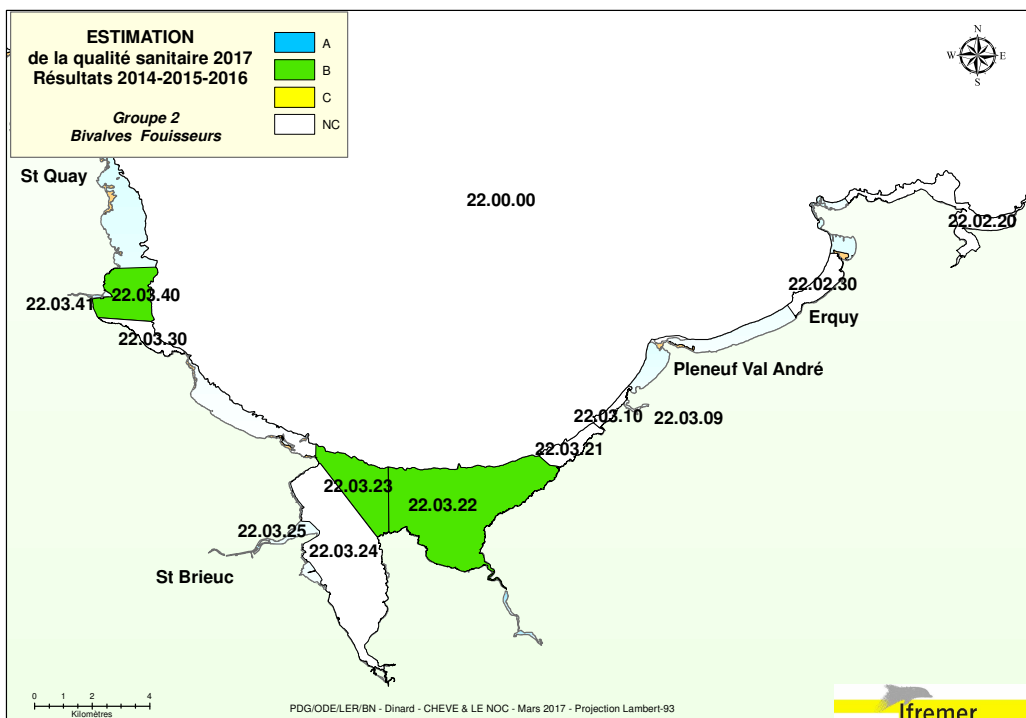 ESTIMATION
de la qualité sanitaire 2017
Résultats 2014-2015-2016
Groupe 2
Bivalves Fouisseurs
A
B
C
NC
N
W E
S
St Quay
22.00.00
22.02.20
22.03.40
22.03.41
22.02.30
22.03.30
Erquy
Pleneuf Val André
22.03.10
22.03.09
22.03.21
22.03.23
22.03.22
22.03.25
22.03.24
St Brieuc
0 2 4
Kilomètres
PDG/ODE/LER/BN - Dinard - CHEVE & LE NOC - Mars 2017 - Projection Lambert-93
Ifremer